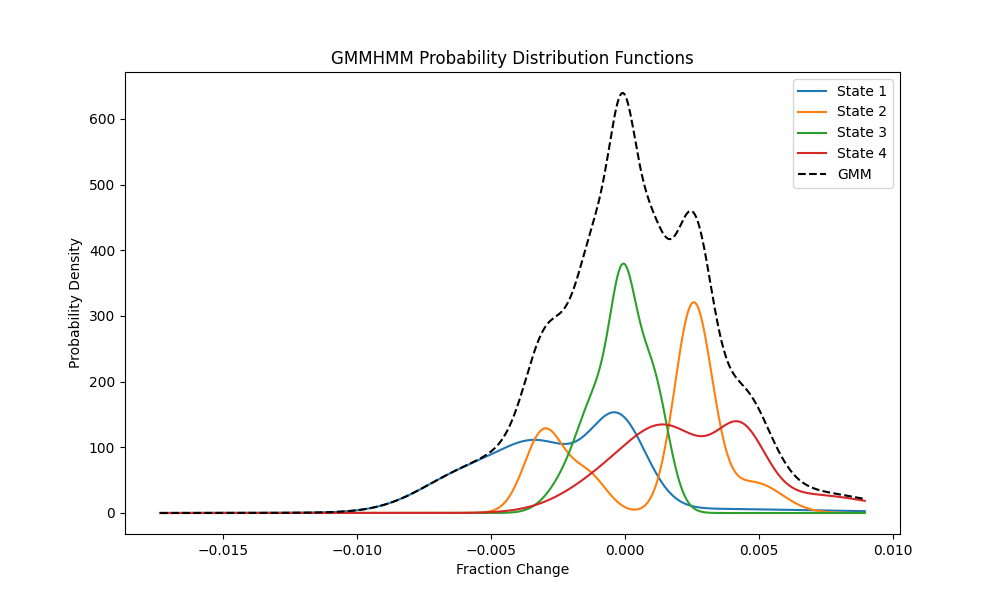 GMMHMM Probability Distribution Functions
State 1
State 2
State 3
State 4
GMM
Probability Density
600
500
400
300
200
100
0
−0.015
−0.010
−0.005
0.000
0.005
0.010
Fraction Change